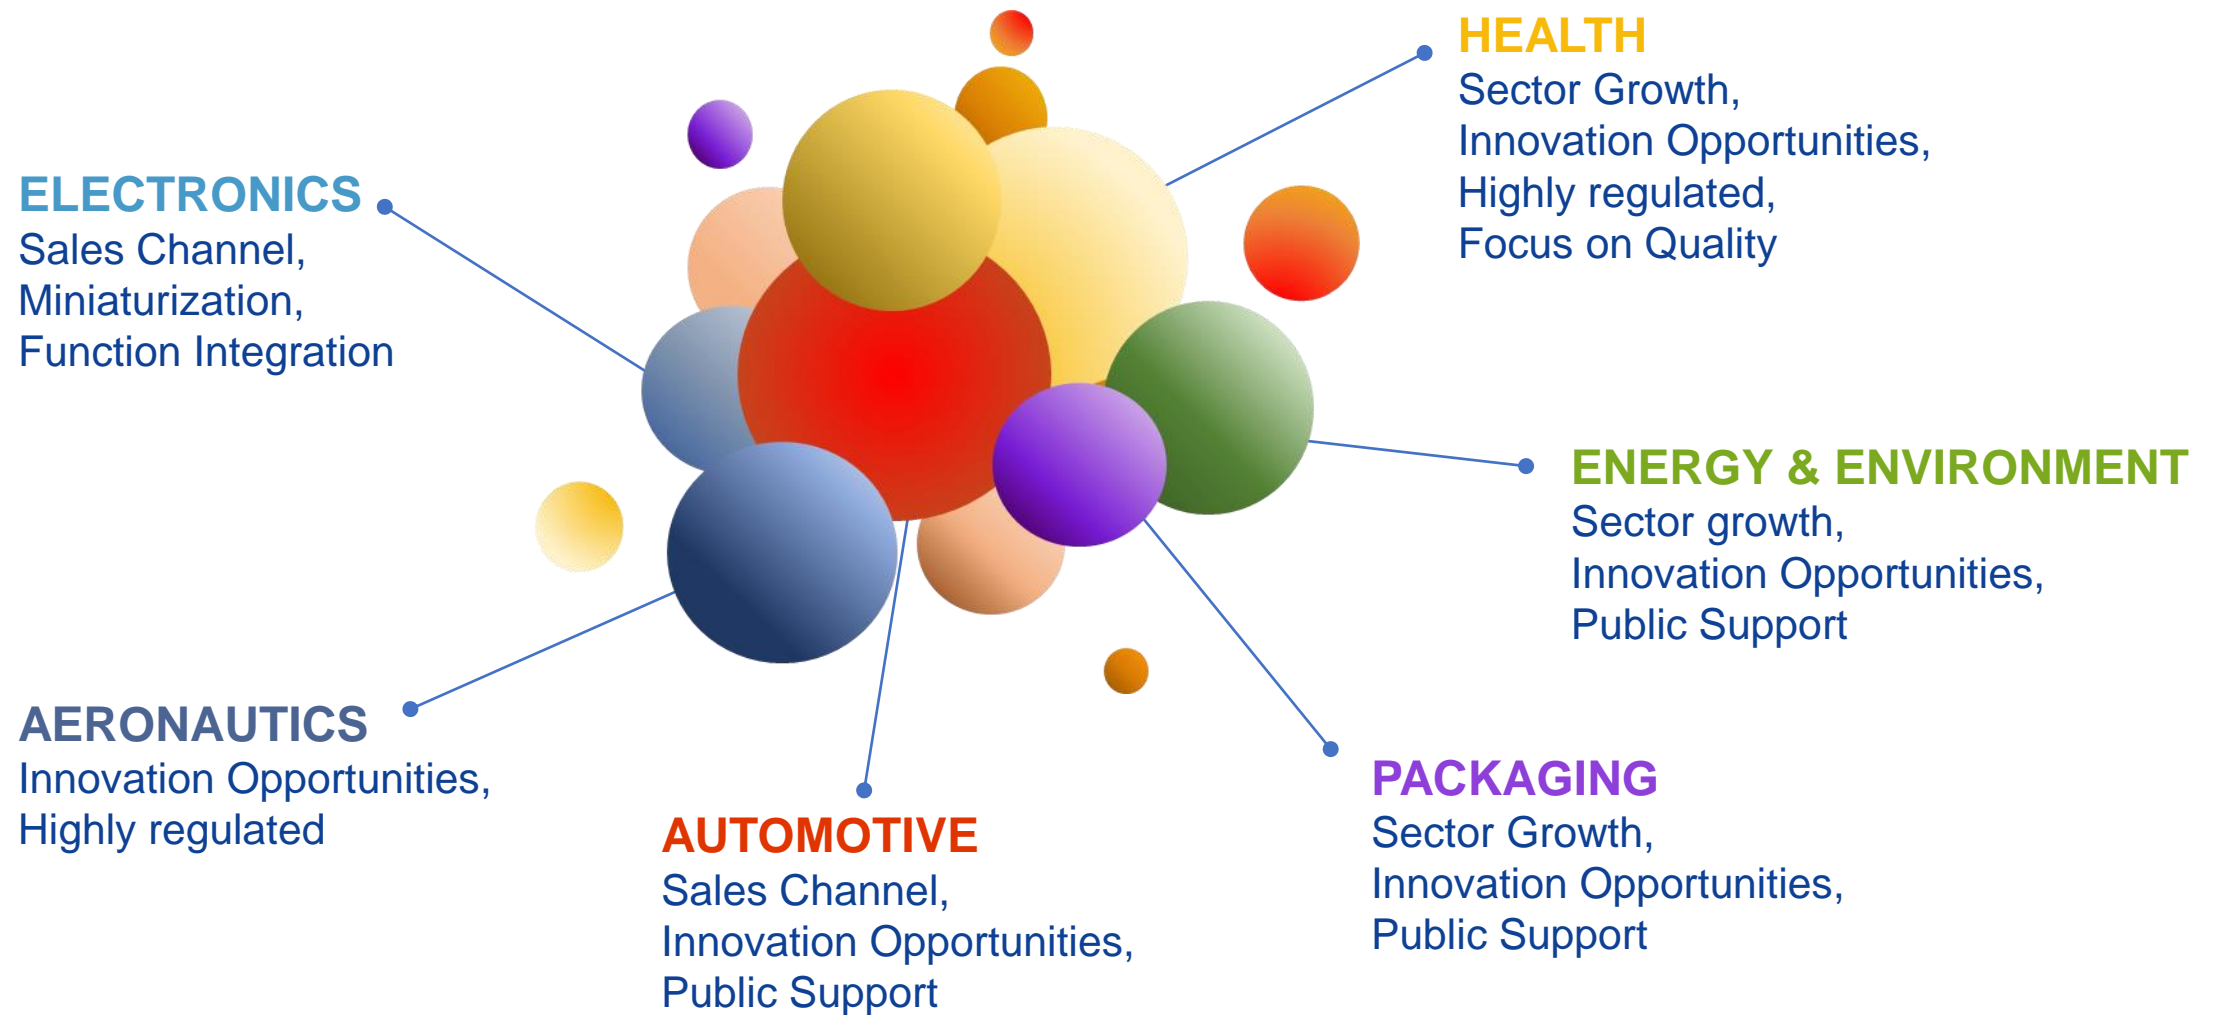 HEALTH
Sector Growth,
Innovation Opportunities,
Highly regulated,
Focus on Quality
ELECTRONICS
Sales Channel,
Miniaturization,
Function Integration
ENERGY & ENVIRONMENT
Sector growth,
Innovation Opportunities,
Public Support
AERONAUTICS
Innovation Opportunities,
Highly regulated
PACKAGING
Sector Growth,
Innovation Opportunities,
Public Support
AUTOMOTIVE
Sales Channel,
Innovation Opportunities,
Public Support